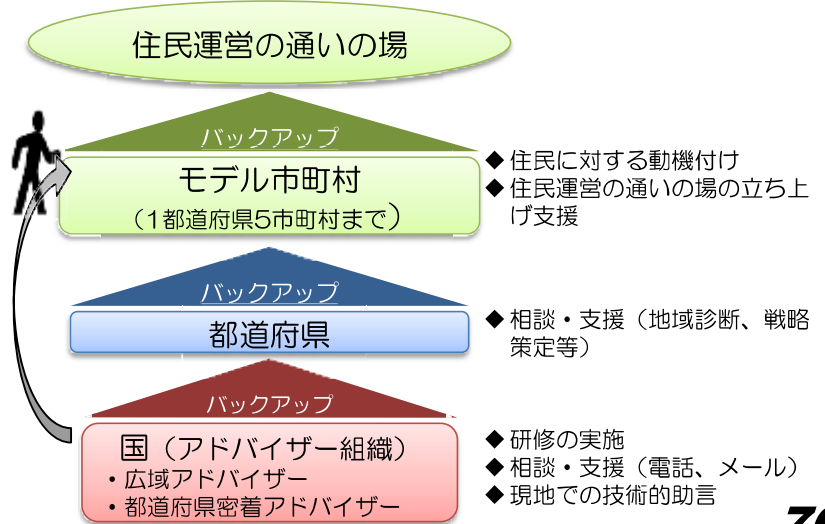 住民運営の通いの場
バックアップ
モデル市町村
（1都道府県5市町村まで）
◆ 住民に対する動機付け
◆ 住民運営の通いの場の立ち上
げ支援
バックアップ
都道府県
◆ 相談・支援（地域診断、戦略
策定等）
バックアップ
国（アドバイザー組織）
・広域アドバイザー
・都道府県密着アドバイザー
◆ 研修の実施
◆ 相談・支援（電話、メール）
◆ 現地での技術的助言